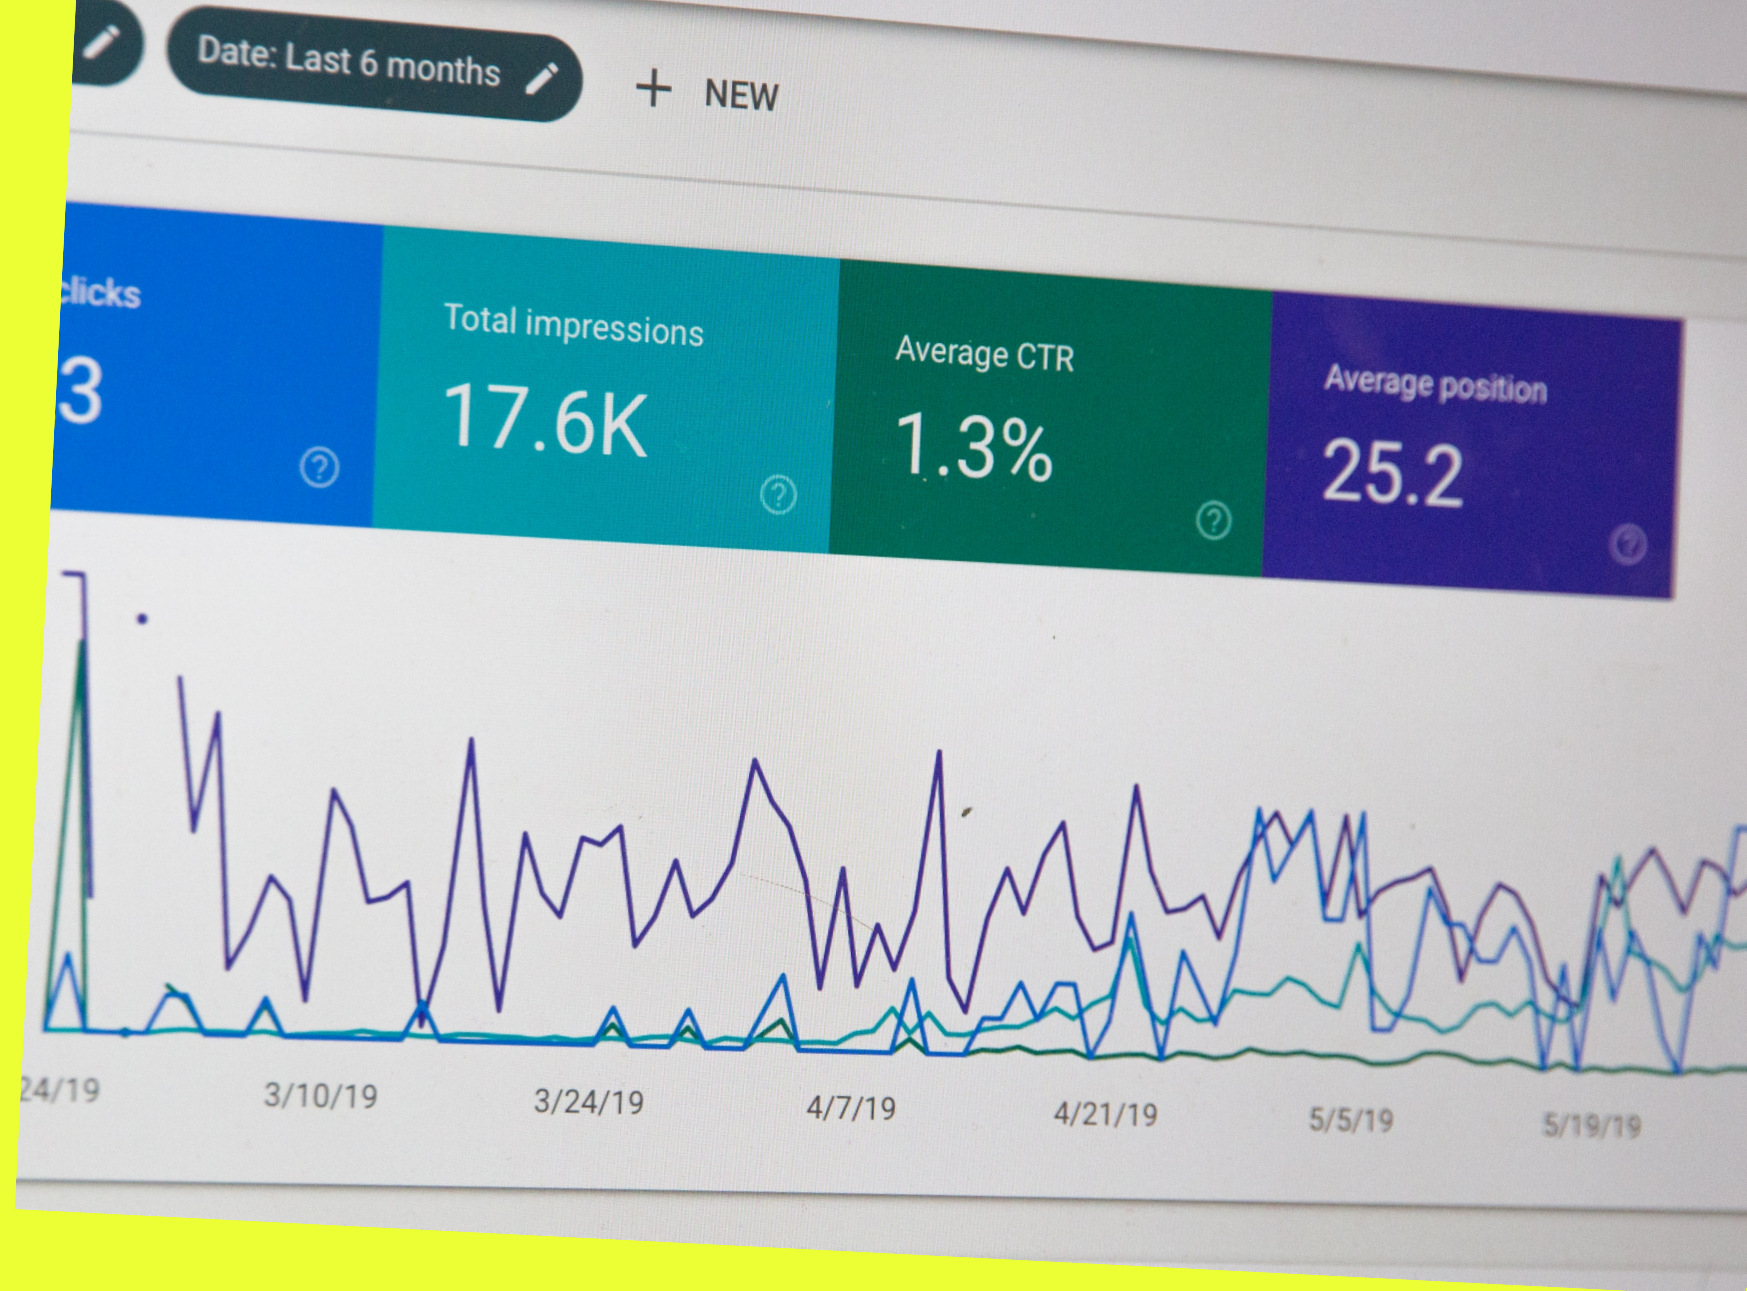 Date: Last 6 months
+ NEW
clicks
3
Total impressions
17.6K
Average CTR
1.3%
Average position
25.2
24/19
3/10/19
3/24/19
4/7/19
4/21/19
5/5/19
5/19/19